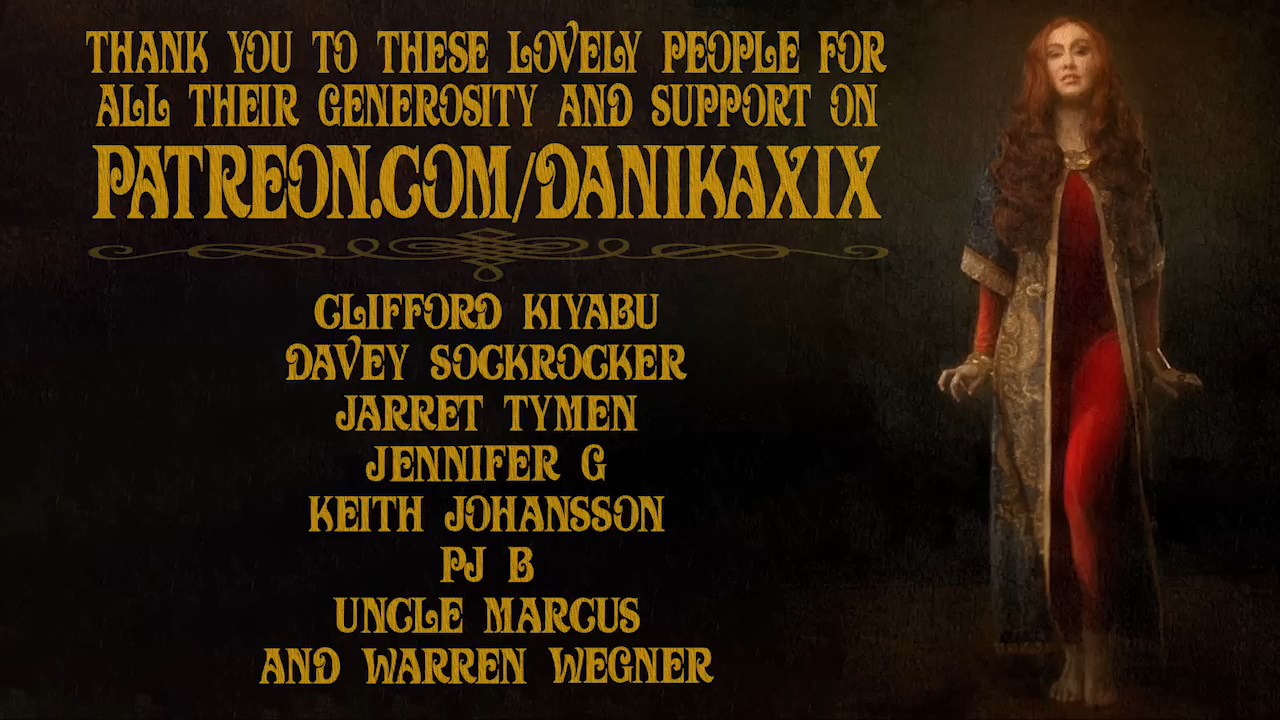 THANK YOU TO THESE LOVELY PEOPLE FOR
ALL THEIR GENEROSITY AND SUPPORT ON
PATREON.COM/DANIKAXIX
CLIFFORD KIYABU
DAVEY SOCKROCKER
JARRET TYMEN
JENNIFER G
KEITH JOHANSSON
PJ B
UNCLE MARCUS
AND WARREN WEGNER